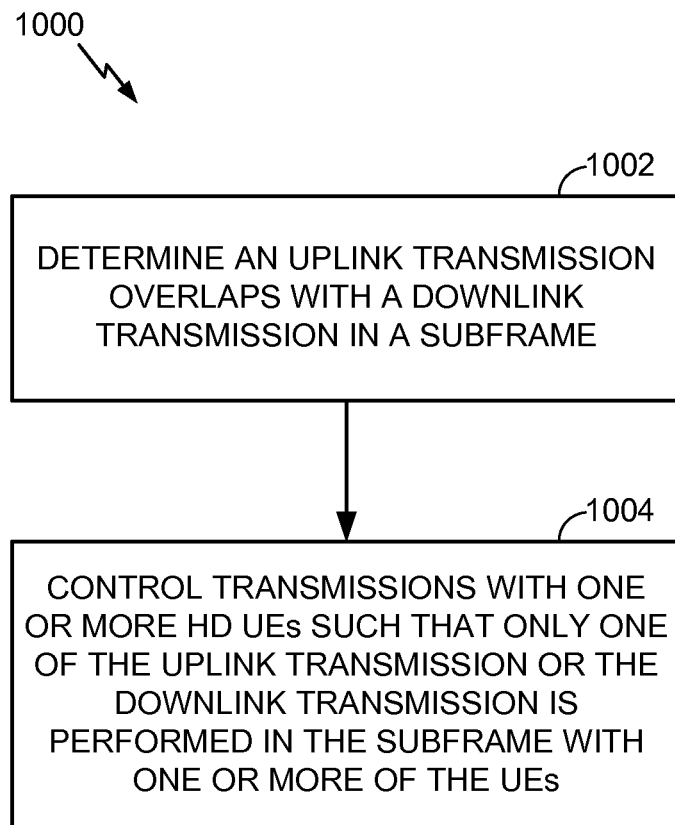 1000
1002
DETERMINE AN UPLINK TRANSMISSION
OVERLAPS WITH A DOWNLINK
TRANSMISSION IN A SUBFRAME
1004
CONTROL TRANSMISSIONS WITH ONE
OR MORE HD UEs SUCH THAT ONLY ONE
OF THE UPLINK TRANSMISSION OR THE
DOWNLINK TRANSMISSION IS
PERFORMED IN THE SUBFRAME WITH
ONE OR MORE OF THE UEs